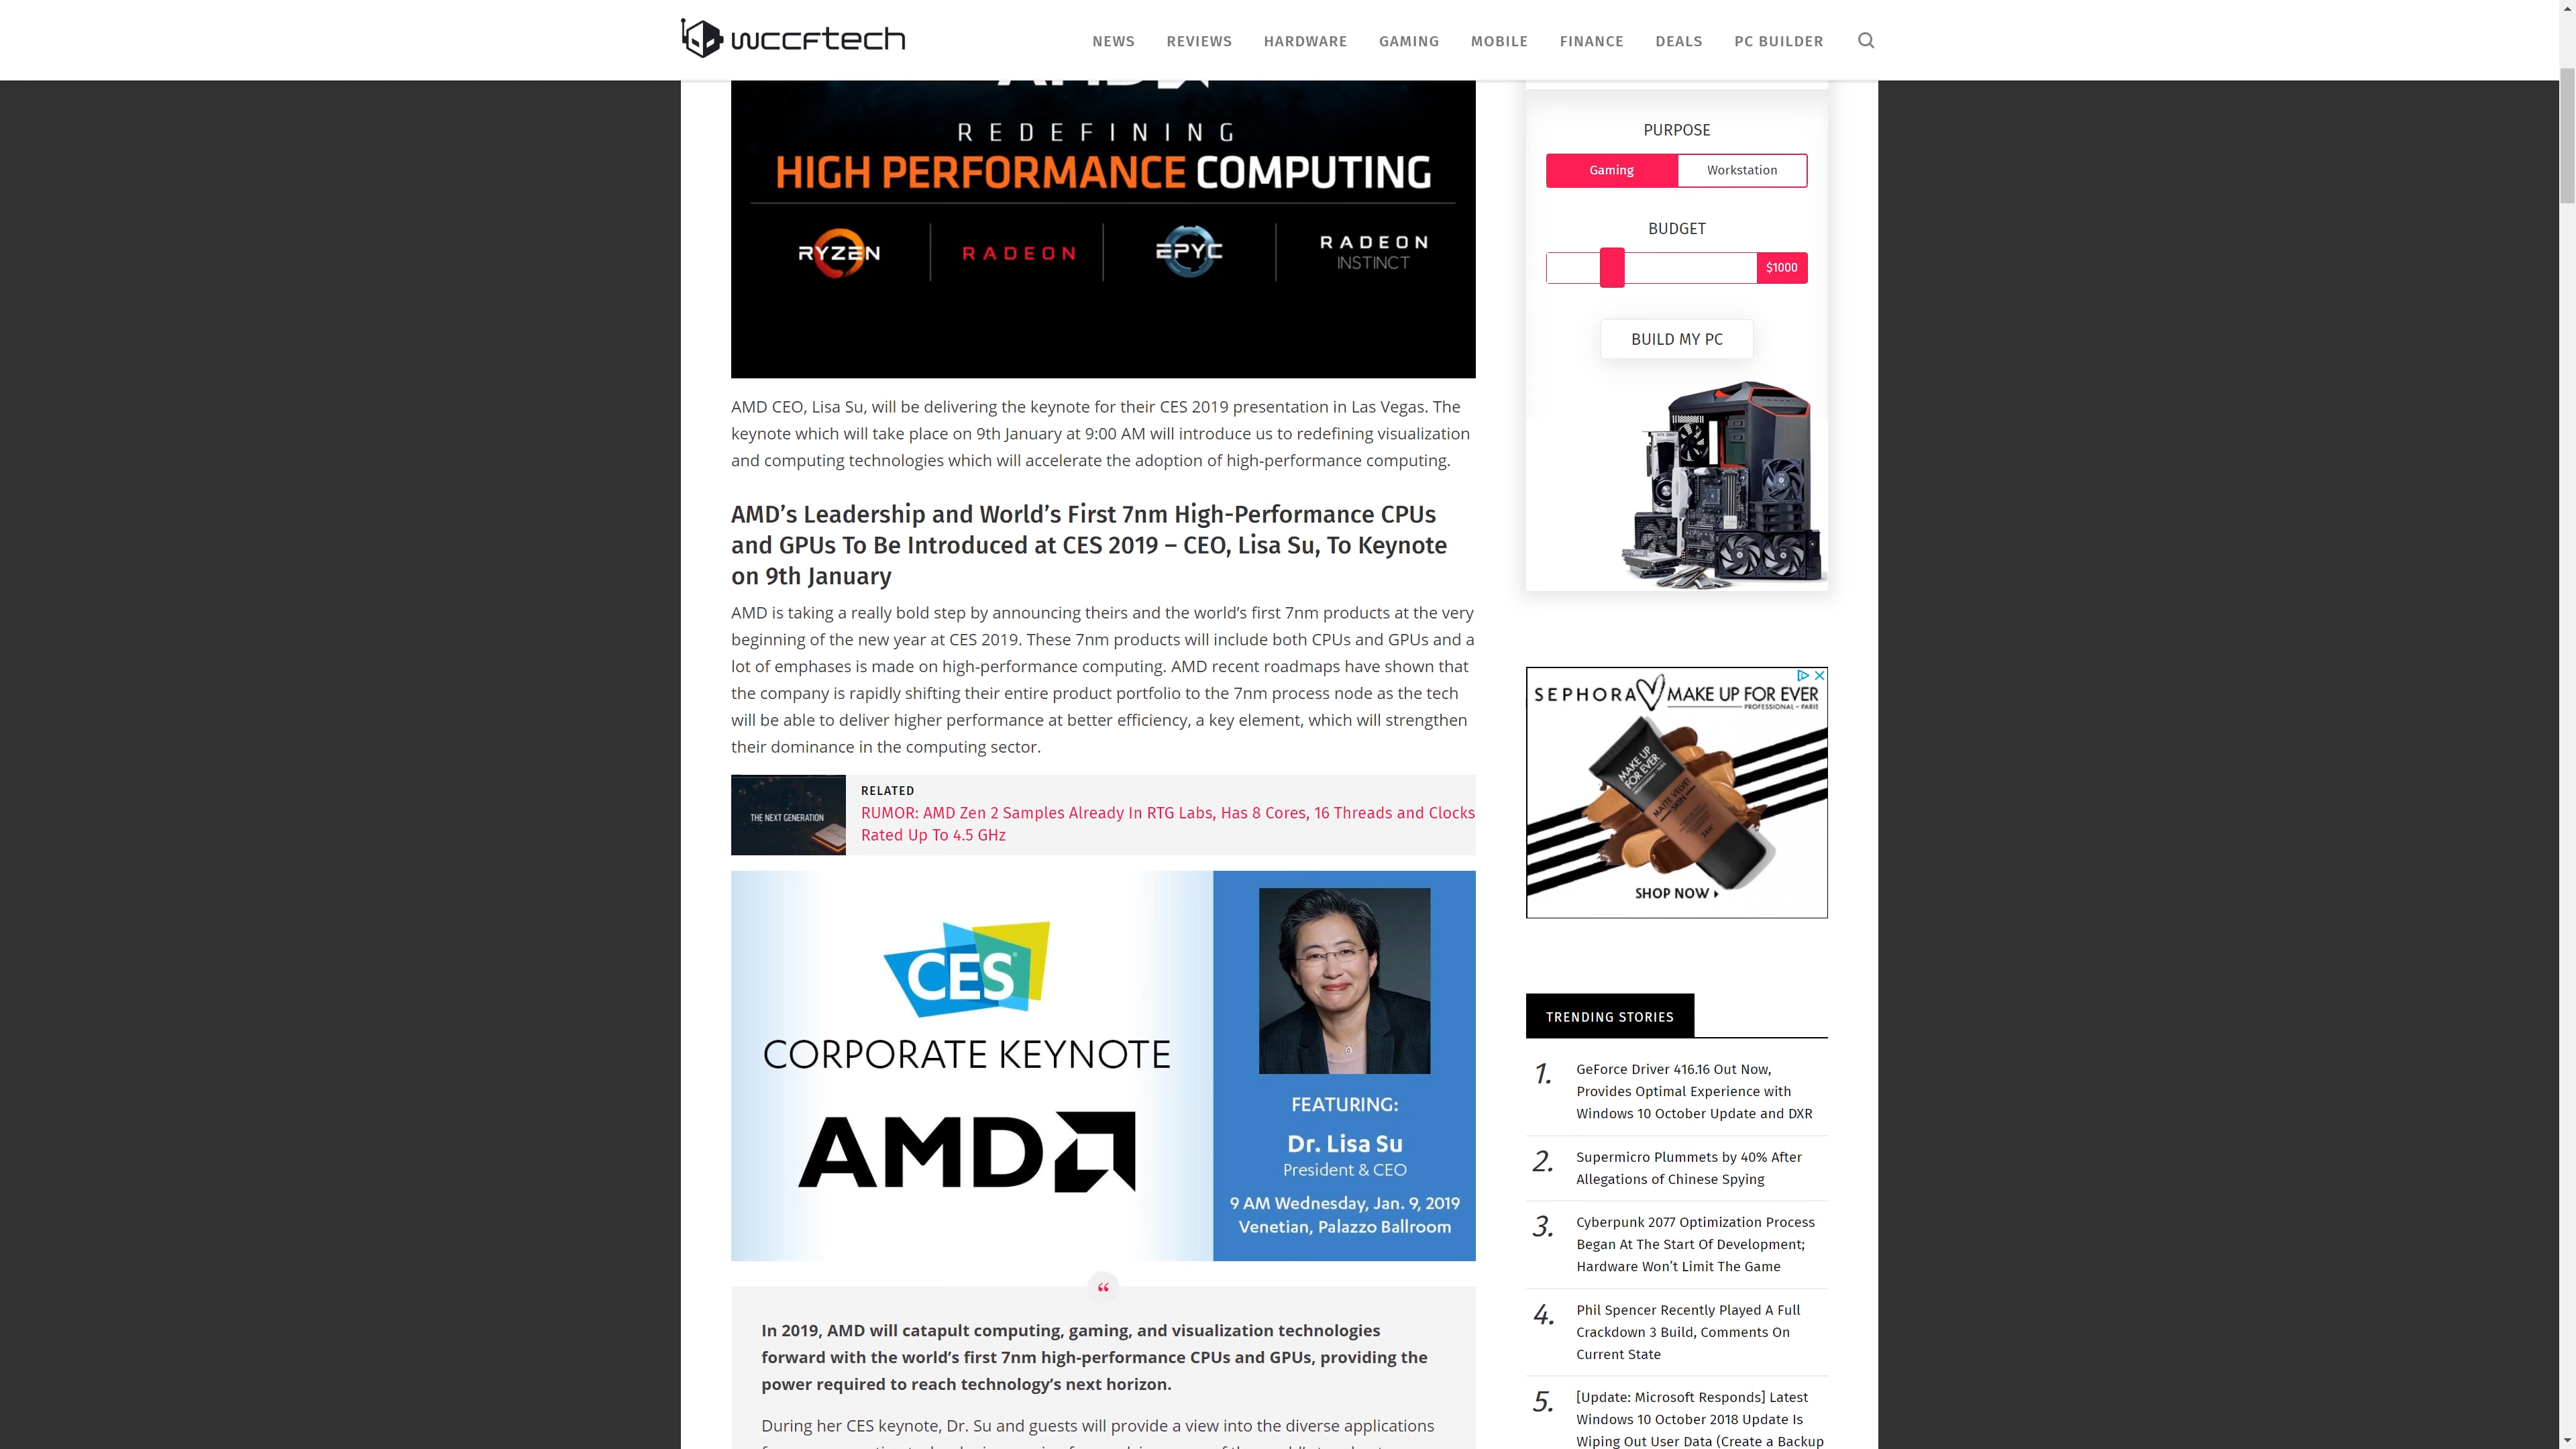 wccftech
NEWS
REVIEWS
HARDWARE
GAMING
MOBILE
FINANCE
DEALS
PC BUILDER
REDEFINING
HIGH PERFORMANCE COMPUTING
RYZEN
RADEON
EPYC
RADEON
INSTINCT
AMD CEO, Lisa Su, will be delivering the keynote for their CES 2019 presentation in Las Vegas. The
keynote which will take place on 9th January at 9:00 AM will introduce us to redefining visualization
and computing technologies which will accelerate the adoption of high-performance computing.
AMD’s Leadership and World’s First 7nm High-Performance CPUs
and GPUs To Be Introduced at CES 2019 – CEO, Lisa Su, To Keynote
on 9th January
AMD is taking a really bold step by announcing theirs and the world’s first 7nm products at the very
beginning of the new year at CES 2019. These 7nm products will include both CPUs and GPUs and a
lot of emphases is made on high-performance computing. AMD recent roadmaps have shown that
the company is rapidly shifting their entire product portfolio to the 7nm process node as the tech
will be able to deliver higher performance at better efficiency, a key element, which will strengthen
their dominance in the computing sector.
THE NEXT GENERATION
RELATED
RUMOR: AMD Zen 2 Samples Already In RTG Labs, Has 8 Cores, 16 Threads and Clocks
Rated Up To 4.5 GHz
CES
CORPORATE KEYNOTE
AMD
FEATURING:
Dr. Lisa Su
President & CEO
9 AM Wednesday, Jan. 9, 2019
Venetian, Palazzo Ballroom
“
In 2019, AMD will catapult computing, gaming, and visualization technologies
forward with the world’s first 7nm high-performance CPUs and GPUs, providing the
power required to reach technology’s next horizon.
During her CES keynote, Dr. Su and guests will provide a view into the diverse applications
PURPOSE
Gaming
Workstation
BUDGET
$1000
BUILD MY PC
SEPHORA
MAKE UP FOR EVER
PROFESSIONAL – PARIS
MAKE UP
FOR EVER
MATTE VELVET
SKIN
24H
SHOP NOW
TRENDING STORIES
1.
GeForce Driver 416.16 Out Now,
Provides Optimal Experience with
Windows 10 October Update and DXR
2.
Supermicro Plummets by 40% After
Allegations of Chinese Spying
3.
Cyberpunk 2077 Optimization Process
Began At The Start Of Development;
Hardware Won’t Limit The Game
4.
Phil Spencer Recently Played A Full
Crackdown 3 Build, Comments On
Current State
5.
[Update: Microsoft Responds] Latest
Windows 10 October 2018 Update Is
Wiping Out User Data (Create a Backup